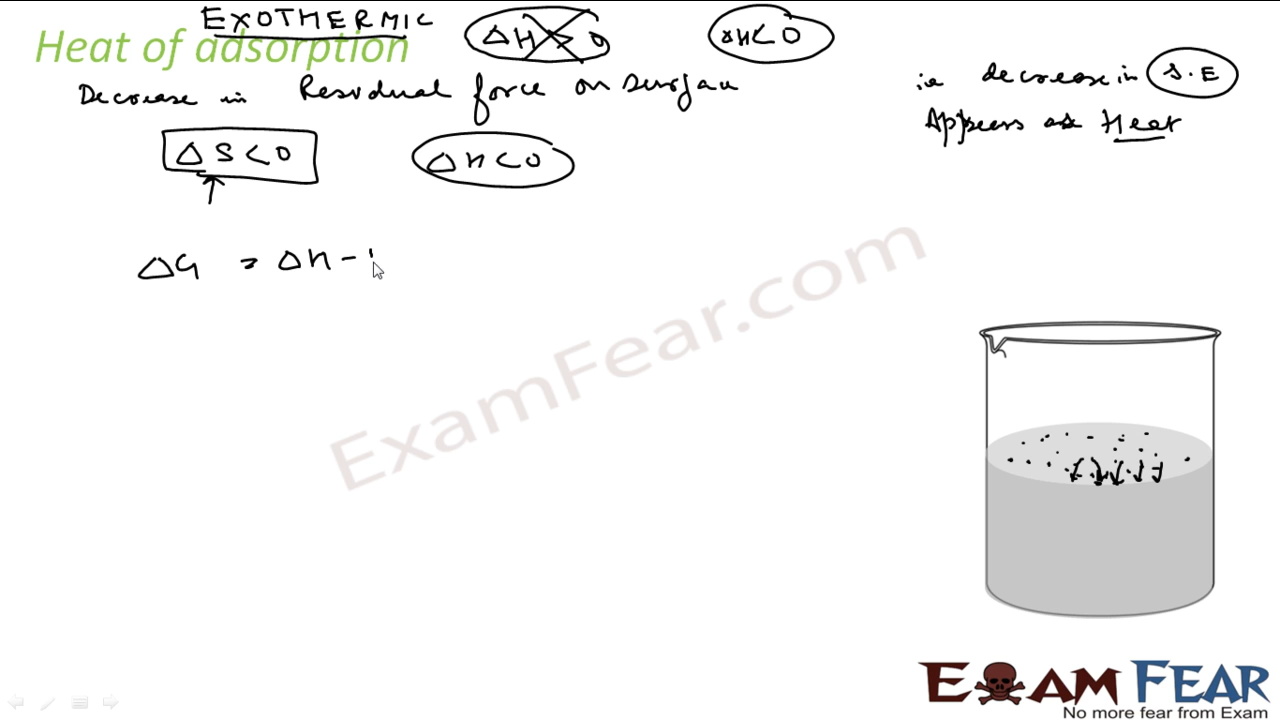 EXOTHERMIC ΔH > 0 ΔH < 0
Heat of adsorption
Decrease in Residual force on surface
i.e decrease in S.E
Appears as Heat
ΔS < 0 ΔH < 0
ΔG = ΔH -
ExamFear.com
EXAM FEAR
No more fear from Exam